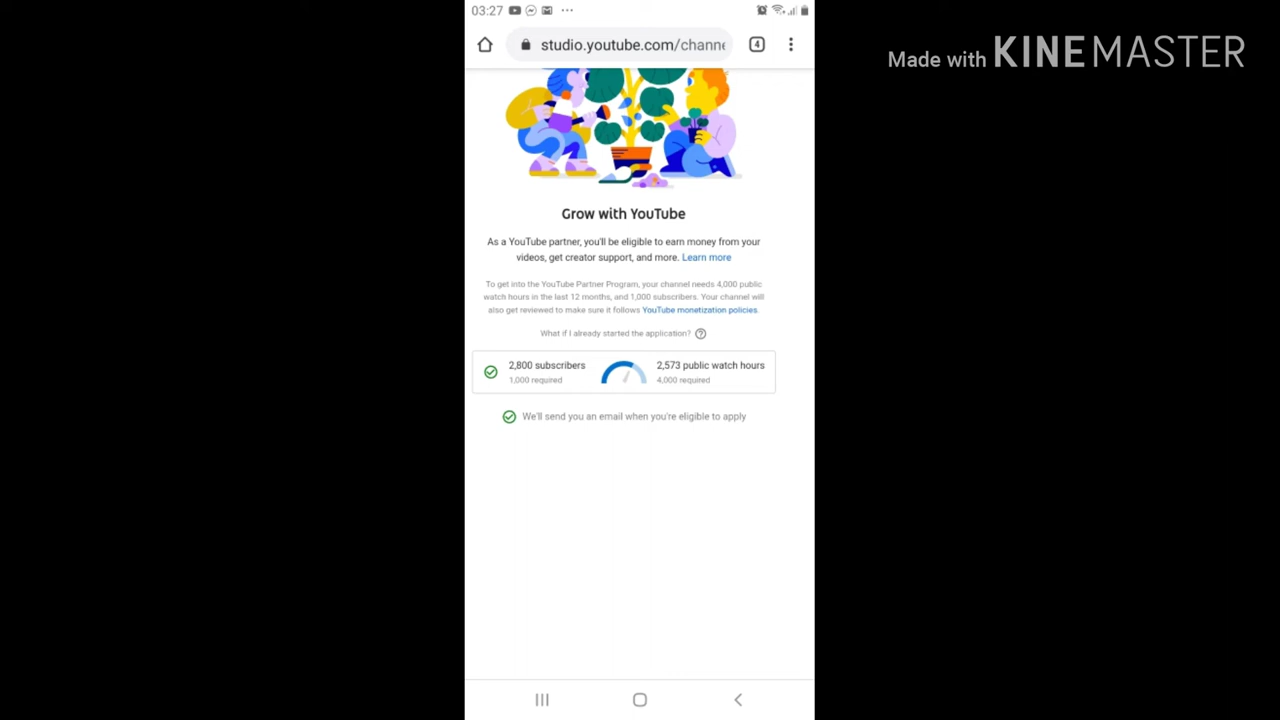 03:27
studio.youtube.com/channe
4
Made with KINEMASTER
Grow with YouTube
As a YouTube partner, you'll be eligible to earn money from your
videos, get creator support, and more. Learn more
To get into the YouTube Partner Program, your channel needs 4,000 public
watch hours in the last 12 months, and 1,000 subscribers. Your channel will
also get reviewed to make sure it follows YouTube monetization policies.
What if I already started the application? ?
2,800 subscribers
1,000 required
2,573 public watch hours
4,000 required
We'll send you an email when you're eligible to apply